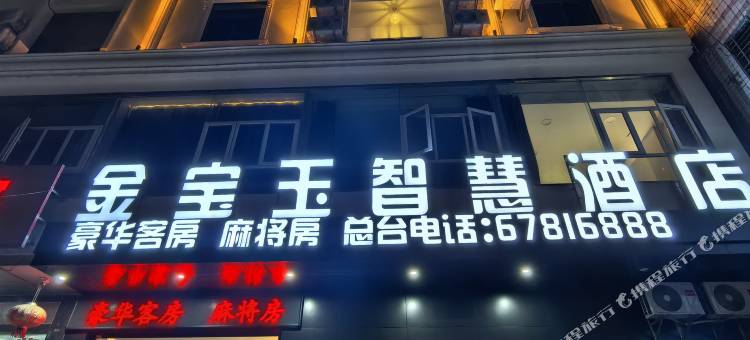 金宝玉智慧酒店
豪华客房 麻将房 总台电话:67816888
豪华客房 麻将房
携程旅行
携程旅行